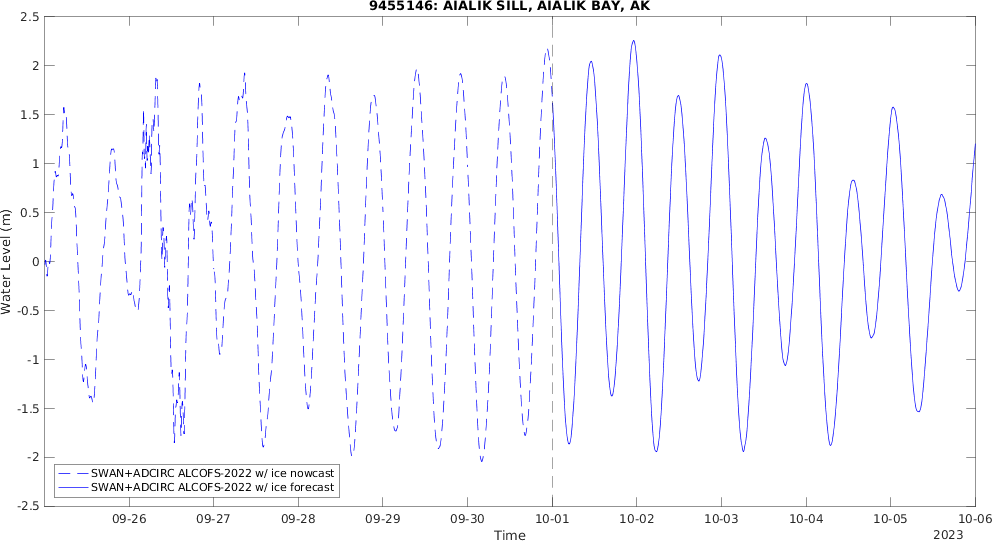 9455146: AIALIK SILL, AIALIK BAY, AK
2.5
2
1.5
1
0.5
0
-0.5
-1
-1.5
-2
-2.5
Water Level (m)
SWAN+ADCIRC ALCOFS-2022 w/ ice nowcast
SWAN+ADCIRC ALCOFS-2022 w/ ice forecast
09-26 09-27 09-28 09-29 09-30 10-01 10-02 10-03 10-04 10-05 10-06
Time
2023